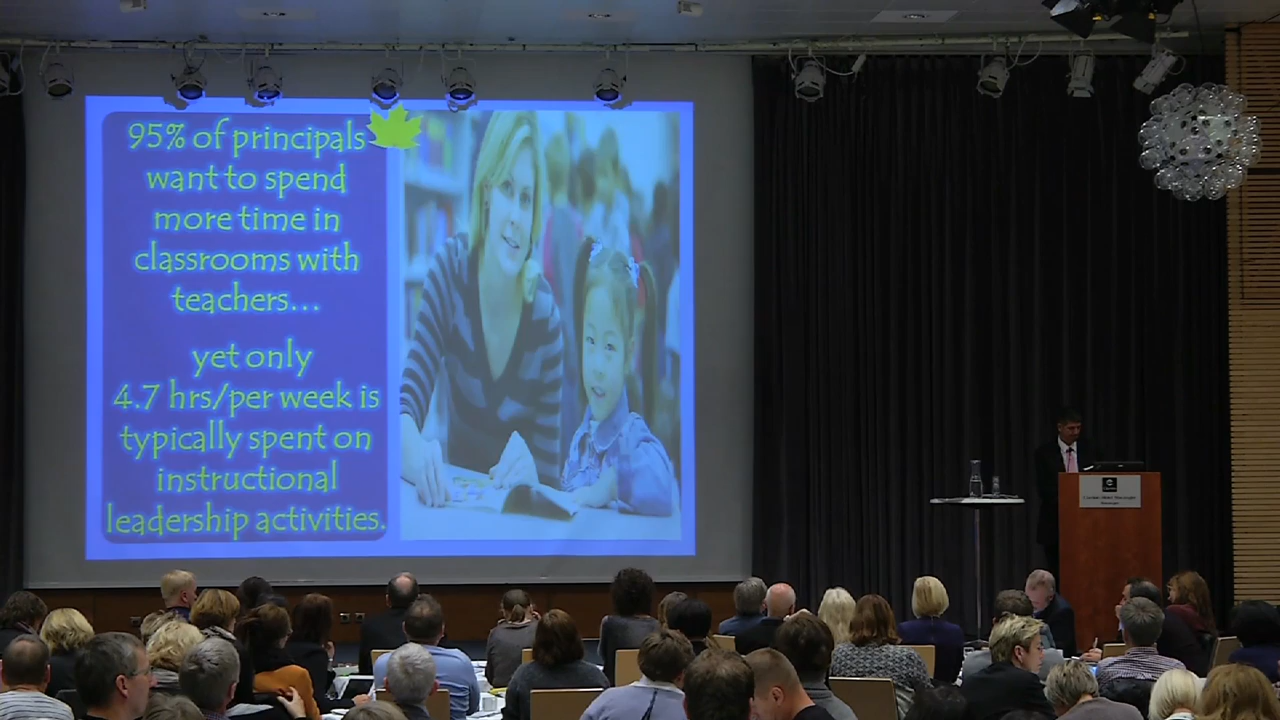 95% of principals
want to spend
more time in
classrooms with
teachers...
yet only
4.7 hrs/per week is
typically spent on
instructional
leadership activities.